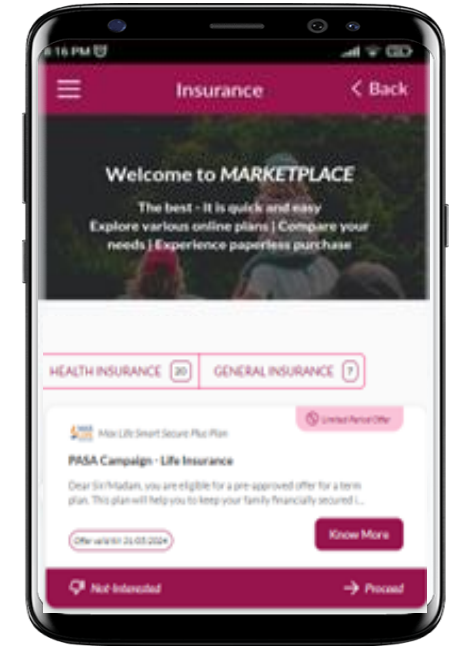 8:16 PM
Insurance
Back
Welcome to MARKETPLACE
The best - It is quick and easy
Explore various online plans | Compare your
needs | Experience paperless purchase
HEALTH INSURANCE 20
GENERAL INSURANCE 7
Limited Period Offer
Max Life Smart Secure Plus Plan
PASA Campaign - Life Insurance
Dear Sir/Madam, you are eligible for a pre-approved offer for a term
plan. This plan will help you to keep your family financially secured i...
Offer valid till 31/03/2024
Know More
Not-Interested
Proceed